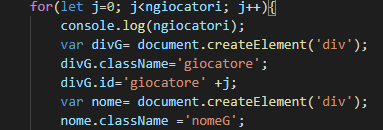 for(let j=0; j<ngiocatori; j++){
console.log(ngiocatori);
var divG= document.createElement('div');
divG.className='giocatore';
divG.id='giocatore' +j;
var nome= document.createElement('div');
nome.className ='nomeG';